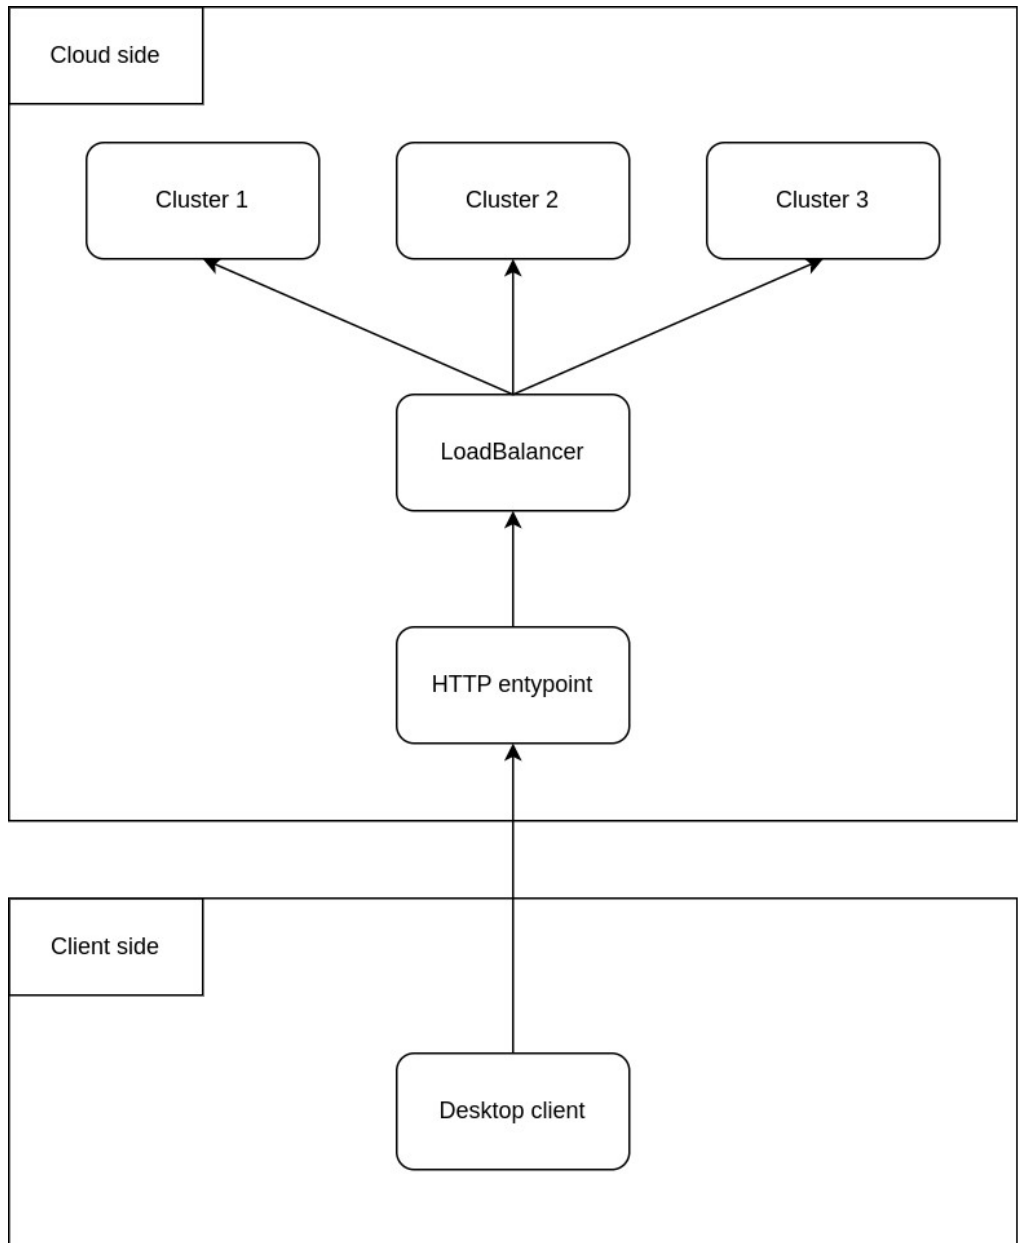 Cloud side
Cluster 1
Cluster 2
Cluster 3
LoadBalancer
HTTP entypoint
Client side
Desktop client